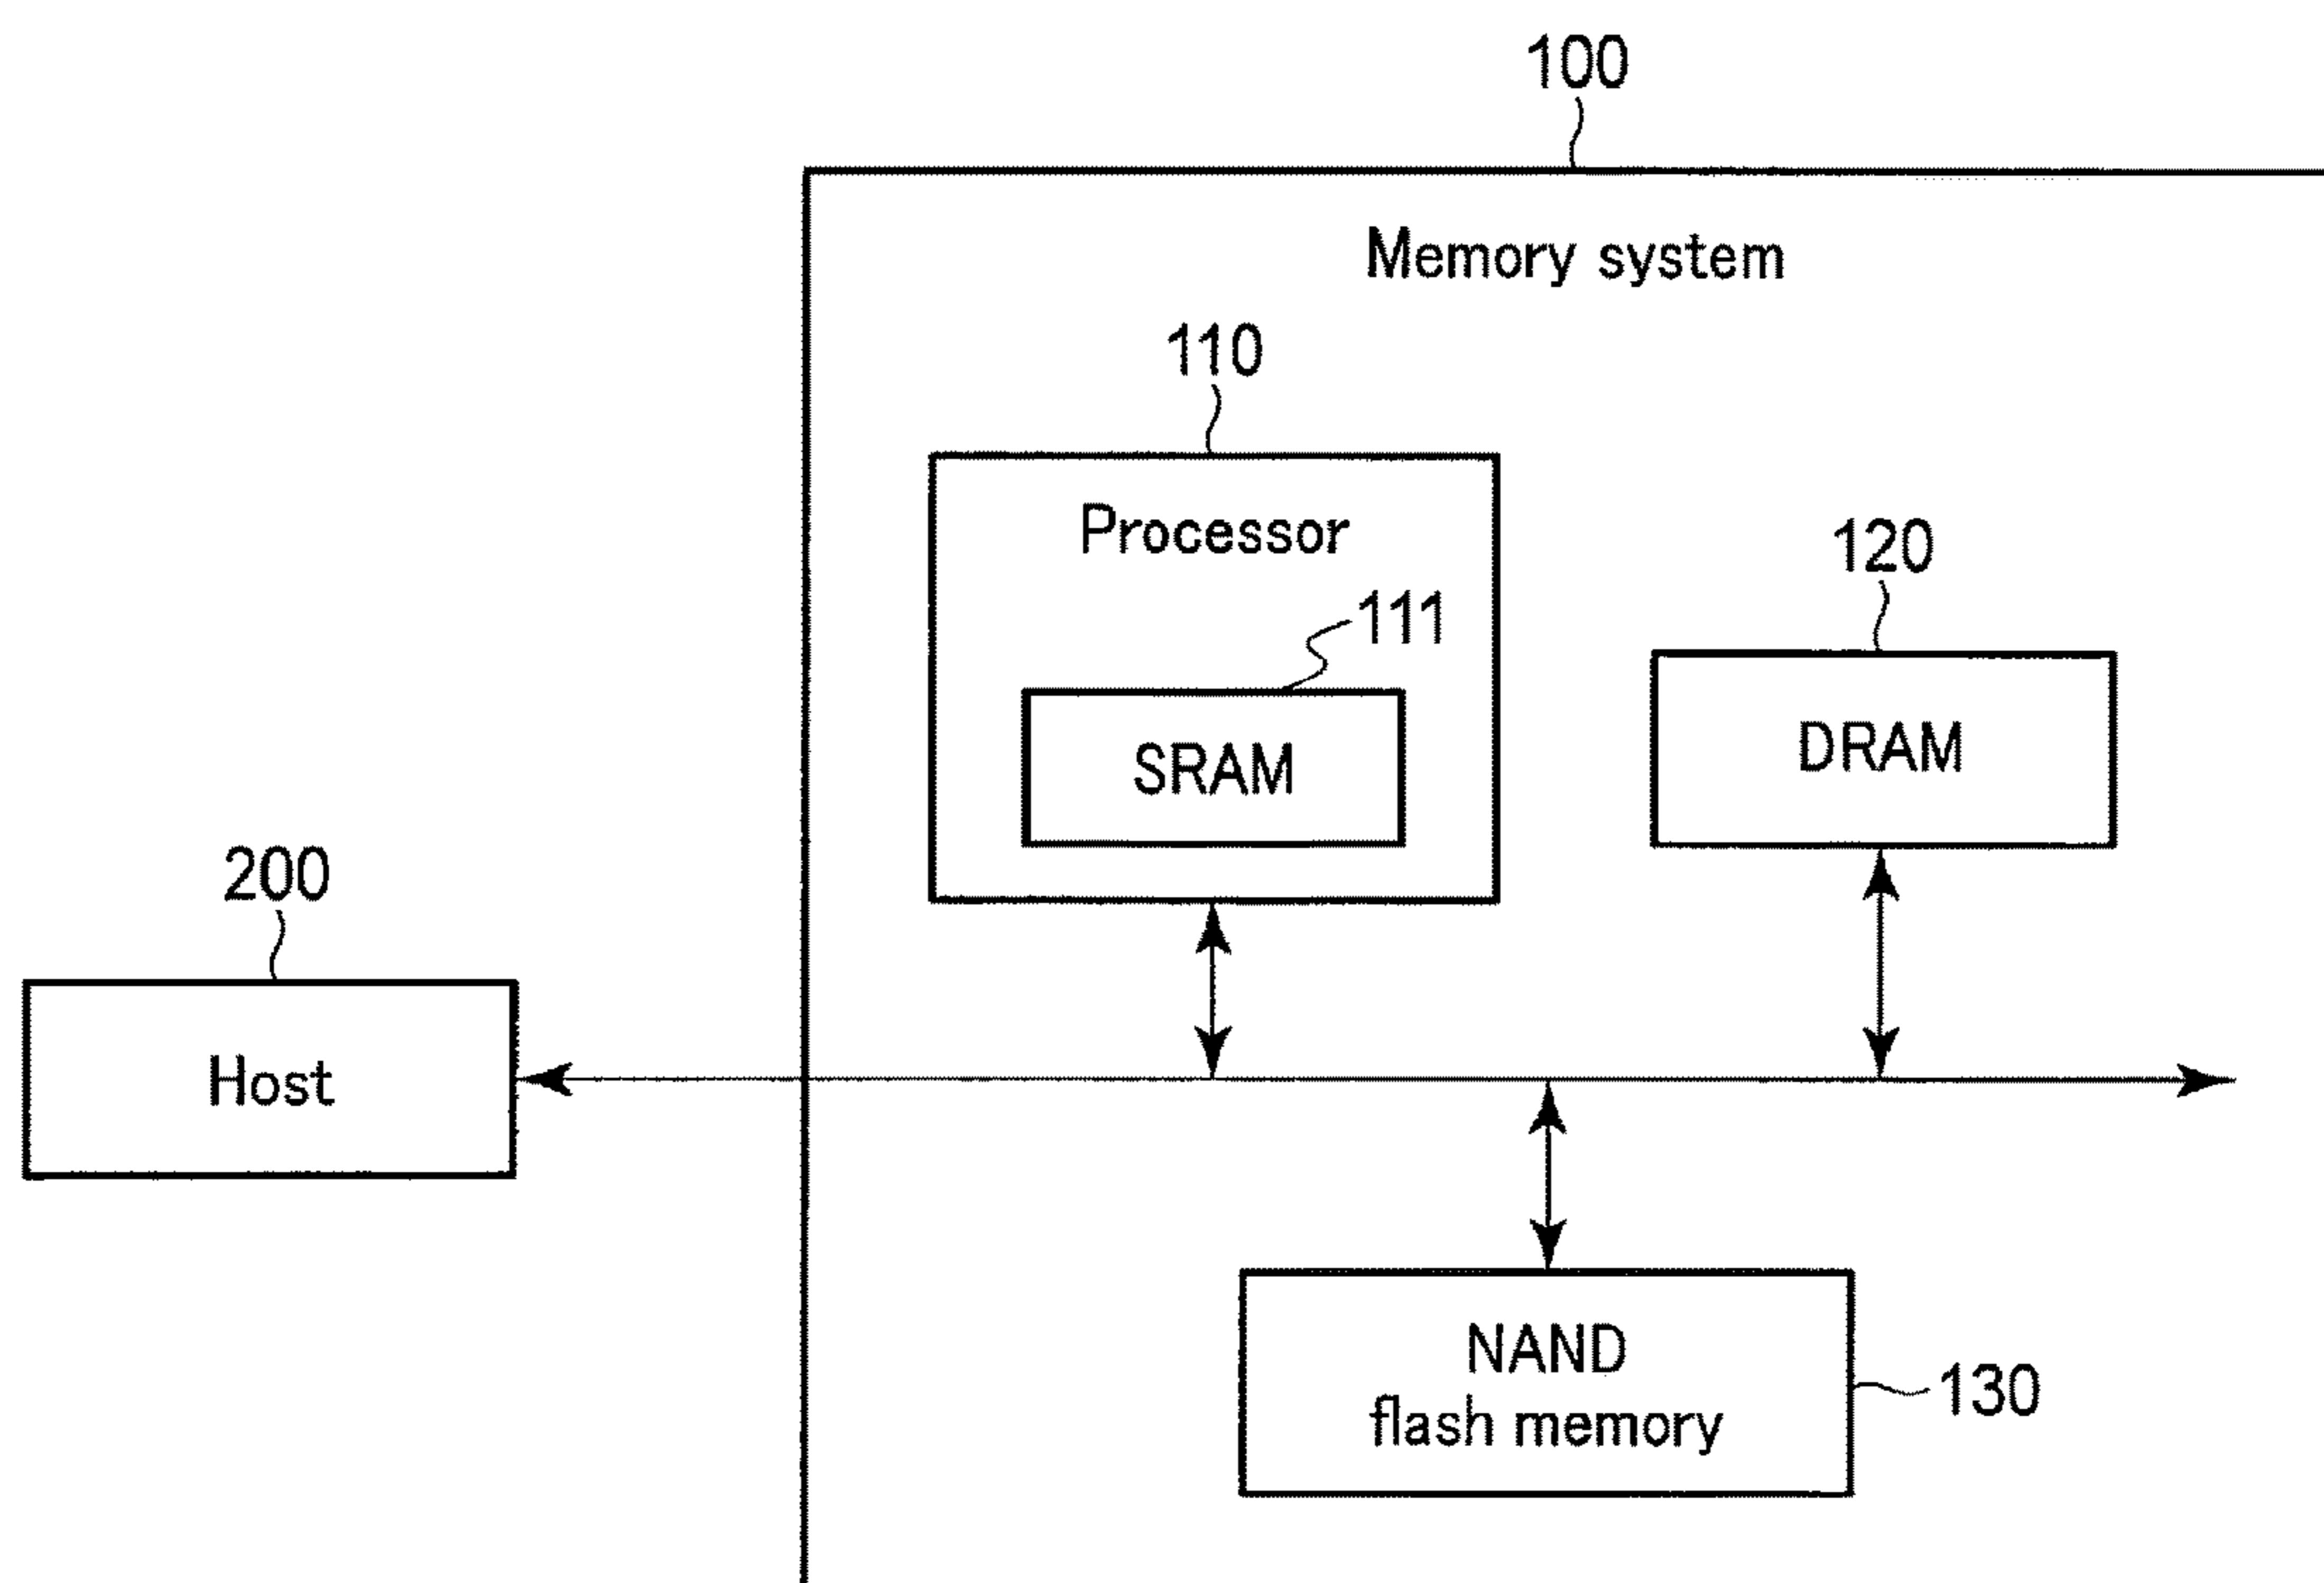 100
Memory system
110
Processor
111
SRAM
120
DRAM
200
Host
NAND
flash memory
130